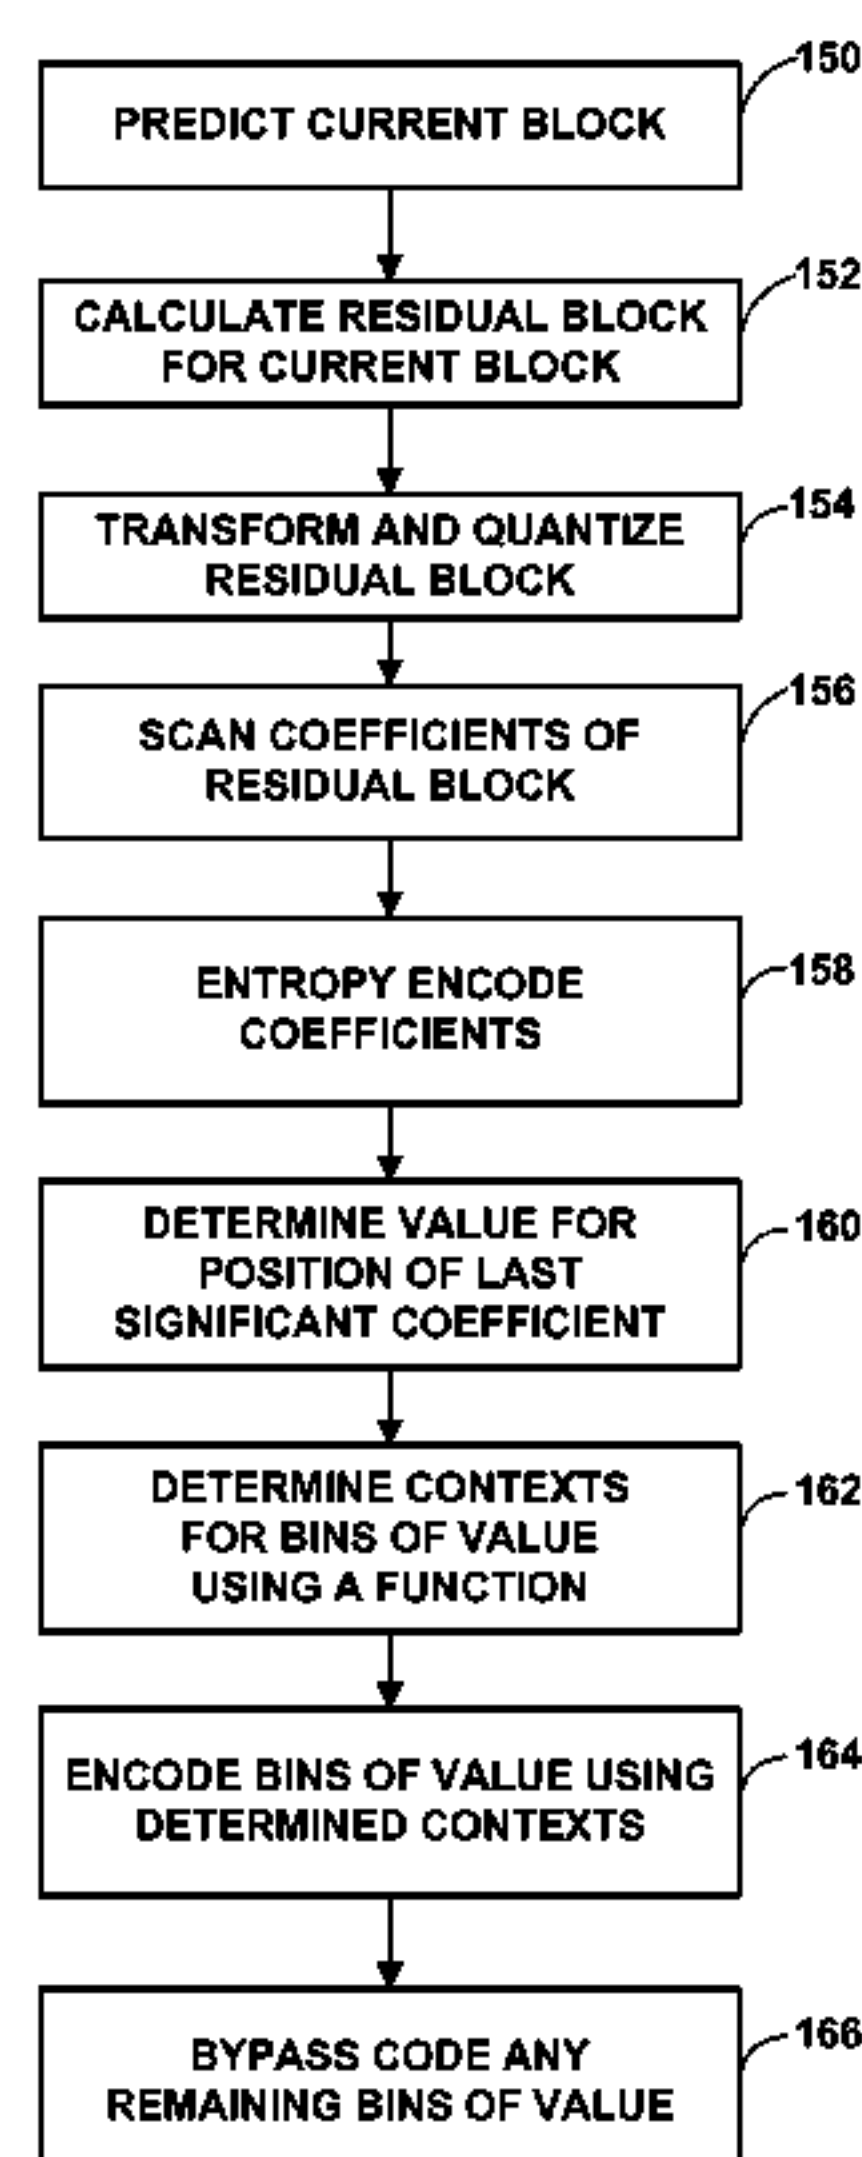 150
PREDICT CURRENT BLOCK
152
CALCULATE RESIDUAL BLOCK
FOR CURRENT BLOCK
154
TRANSFORM AND QUANTIZE
RESIDUAL BLOCK
156
SCAN COEFFICIENTS OF
RESIDUAL BLOCK
158
ENTROPY ENCODE
COEFFICIENTS
160
DETERMINE VALUE FOR
POSITION OF LAST
SIGNIFICANT COEFFICIENT
162
DETERMINE CONTEXTS
FOR BINS OF VALUE
USING A FUNCTION
164
ENCODE BINS OF VALUE USING
DETERMINED CONTEXTS
166
BYPASS CODE ANY
REMAINING BINS OF VALUE